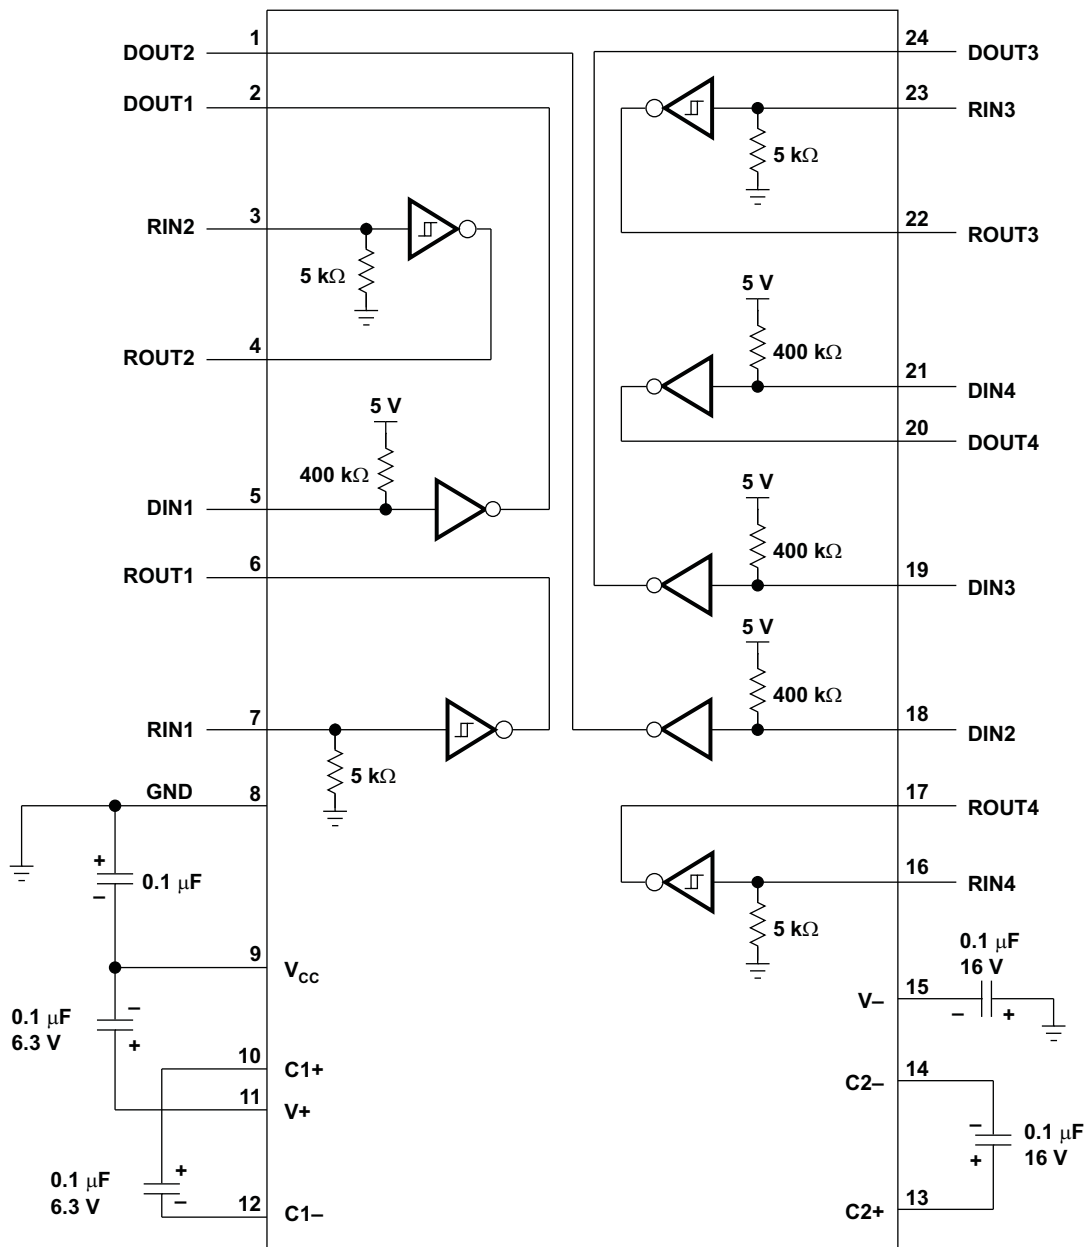 1
DOUT2
2
DOUT1
3
RIN2
5 kΩ
4
ROUT2
5 V
400 kΩ
5
DIN1
6
ROUT1
7
RIN1
5 kΩ
GND
8
+
0.1 µF
–
9
VCC
–
0.1 µF
6.3 V
+
10
C1+
11
V+
+
0.1 µF
6.3 V
–
12
C1–
24
DOUT3
23
RIN3
5 kΩ
22
ROUT3
5 V
400 kΩ
21
DIN4
20
DOUT4
5 V
400 kΩ
19
DIN3
5 V
400 kΩ
18
DIN2
17
ROUT4
16
RIN4
5 kΩ
0.1 µF
16 V
15
V–
– +
14
C2–
–
0.1 µF
16 V
+
13
C2+